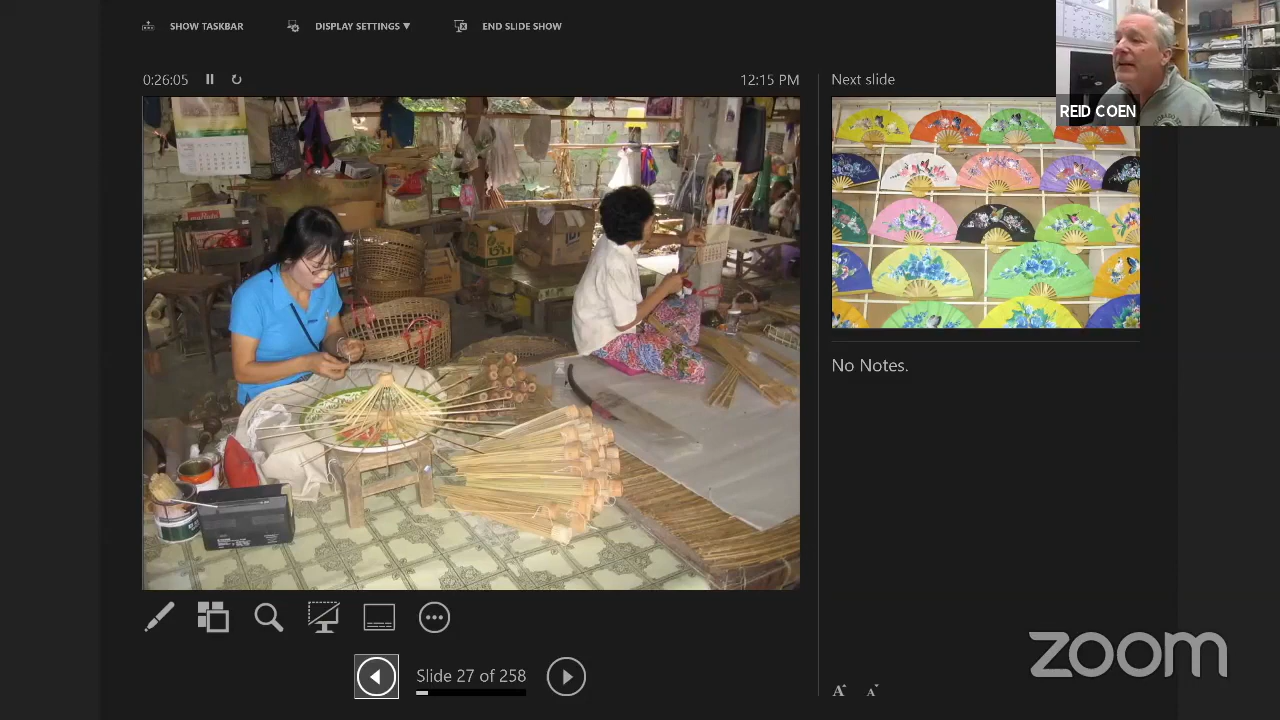 SHOW TASKBAR
DISPLAY SETTINGS ▼
END SLIDE SHOW
0:26:05
12:15 PM
Next slide
REID COEN
No Notes.
Slide 27 of 258
A A
zoom